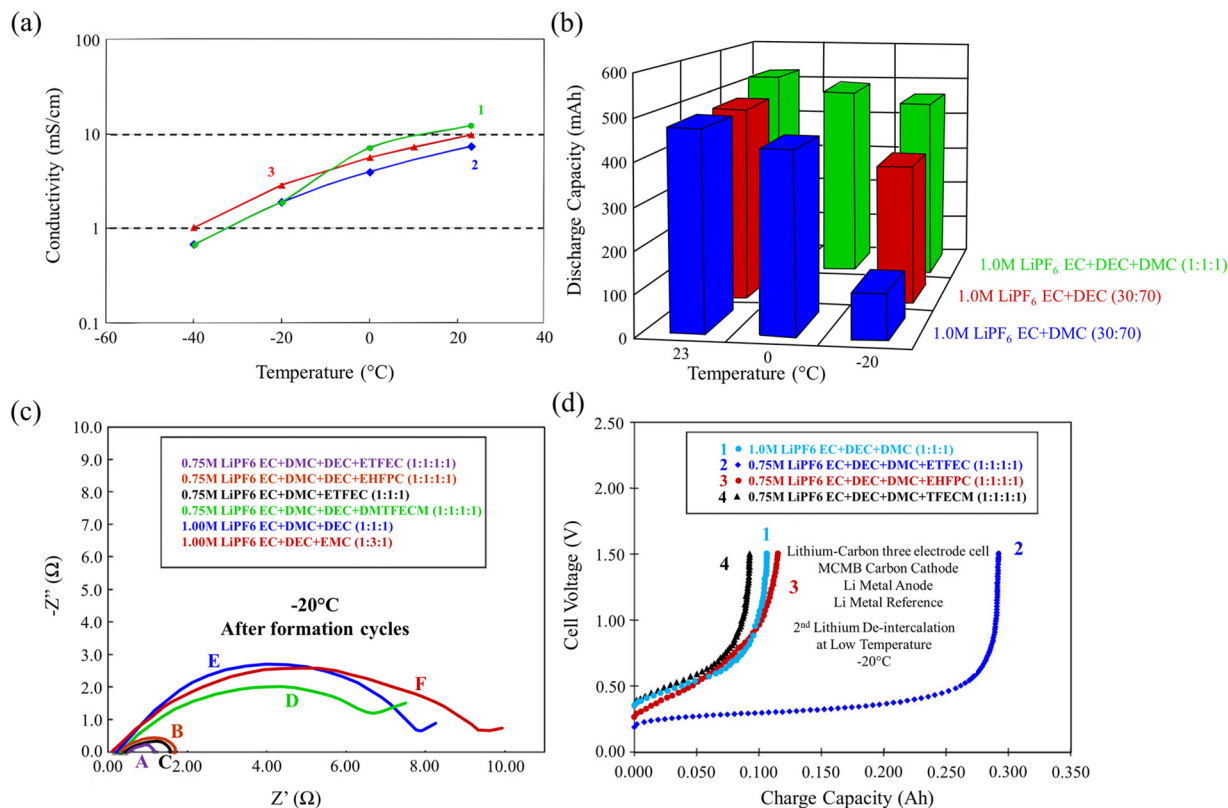 (a)
100
10
1
0.1
-60
-40
-20
0
20
40
Conductivity (mS/cm)
Temperature (°C)
1
2
3
(b)
600
500
400
300
200
100
0
Discharge Capacity (mAh)
23
0
-20
Temperature (°C)
1.0M LiPF₆ EC+DEC+DMC (1:1:1)
1.0M LiPF₆ EC+DEC (30:70)
1.0M LiPF₆ EC+DMC (30:70)
(c)
10.0
9.0
8.0
7.0
6.0
5.0
4.0
3.0
2.0
1.0
0.0
-Z” (Ω)
0.75M LiPF6 EC+DMC+DEC+ETFEC (1:1:1:1)
0.75M LiPF6 EC+DMC+DEC+EHFPC (1:1:1:1)
0.75M LiPF6 EC+DMC+ETFEC (1:1:1)
0.75M LiPF6 EC+DMC+DEC+DMTFECM (1:1:1:1)
1.00M LiPF6 EC+DMC+DEC (1:1:1)
1.00M LiPF6 EC+DEC+EMC (1:3:1)
-20°C
After formation cycles
E
F
D
B
A
C
0.00
2.00
4.00
6.00
8.00
10.00
Z’ (Ω)
(d)
2.50
2.00
1.50
1.00
0.50
0.00
Cell Voltage (V)
1 1.0M LiPF6 EC+DEC+DMC (1:1:1)
2 0.75M LiPF6 EC+DEC+DMC+ETFEC (1:1:1:1)
3 0.75M LiPF6 EC+DEC+DMC+EHFPC (1:1:1:1)
4 0.75M LiPF6 EC+DEC+DMC+TFECM (1:1:1:1)
1
2
3
4
Lithium-Carbon three electrode cell
MCMB Carbon Cathode
Li Metal Anode
Li Metal Reference
2nd Lithium De-intercalation
at Low Temperature
-20°C
0.000
0.050
0.100
0.150
0.200
0.250
0.300
0.350
Charge Capacity (Ah)